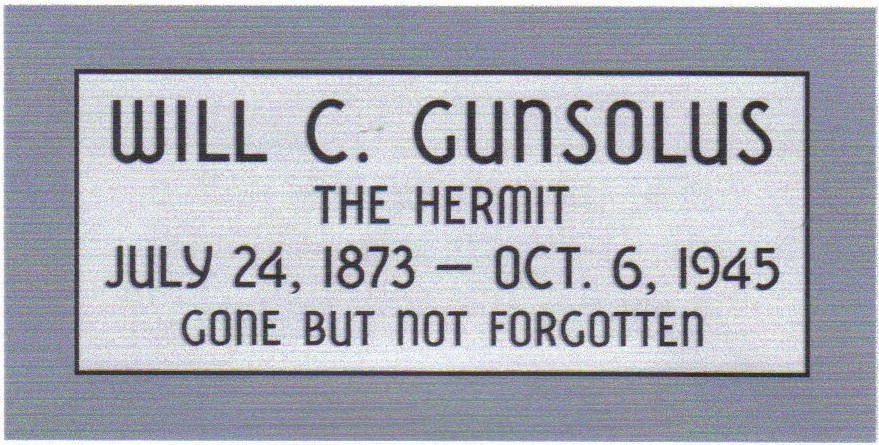 WILL C. GUNSOLUS
THE HERMIT
JULY 24, 1873 – OCT. 6, 1945
GONE BUT NOT FORGOTTEN